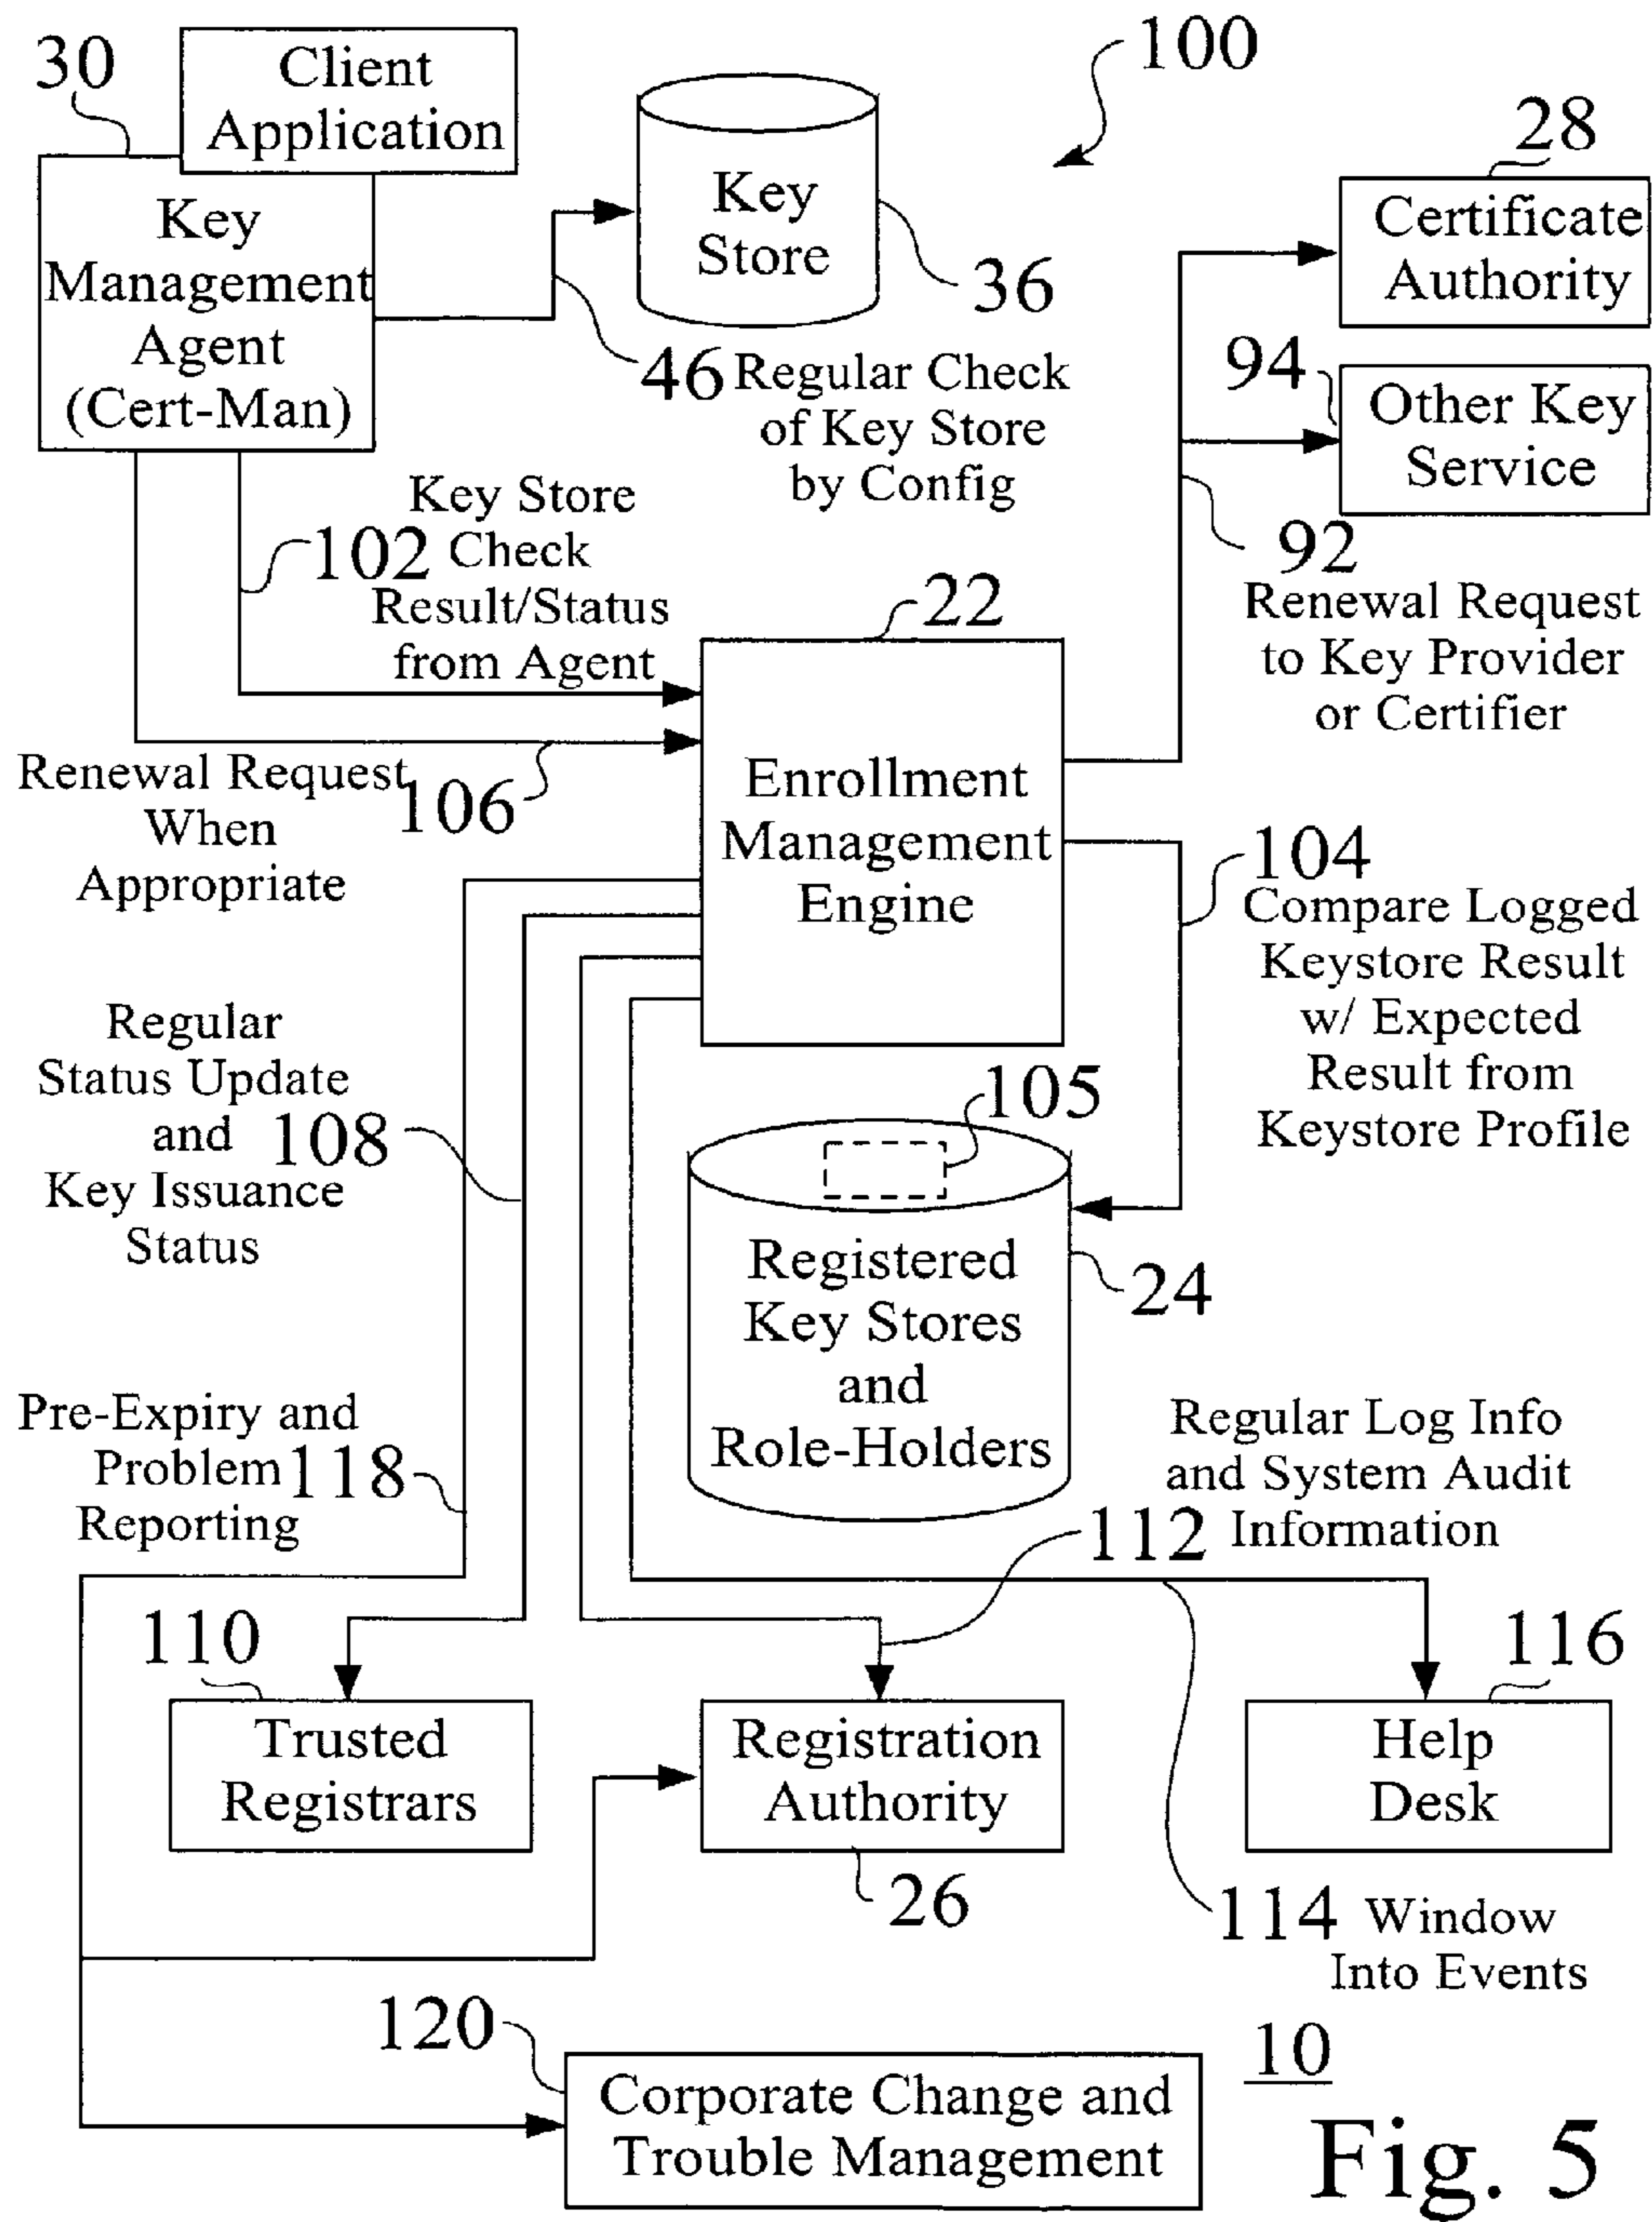 100
30
Client
Application
28
Key
Store
Certificate
Authority
Key
Management
Agent
(Cert-Man)
36
46 Regular Check
of Key Store
by Config
94
Other Key
Service
Key Store
102 Check
Result/Status
from Agent
92
Renewal Request
to Key Provider
or Certifier
22
Renewal Request
When
Appropriate
106
Enrollment
Management
Engine
104
Compare Logged
Keystore Result
w/ Expected
Result from
Keystore Profile
Regular
Status Update
and 108
Key Issuance
Status
105
Registered
Key Stores
and
Role-Holders
24
Pre-Expiry and
Problem 118
Reporting
Regular Log Info
and System Audit
112 Information
110
116
Trusted
Registrars
Registration
Authority
Help
Desk
26
114 Window
Into Events
120
Corporate Change and
Trouble Management
10
Fig. 5